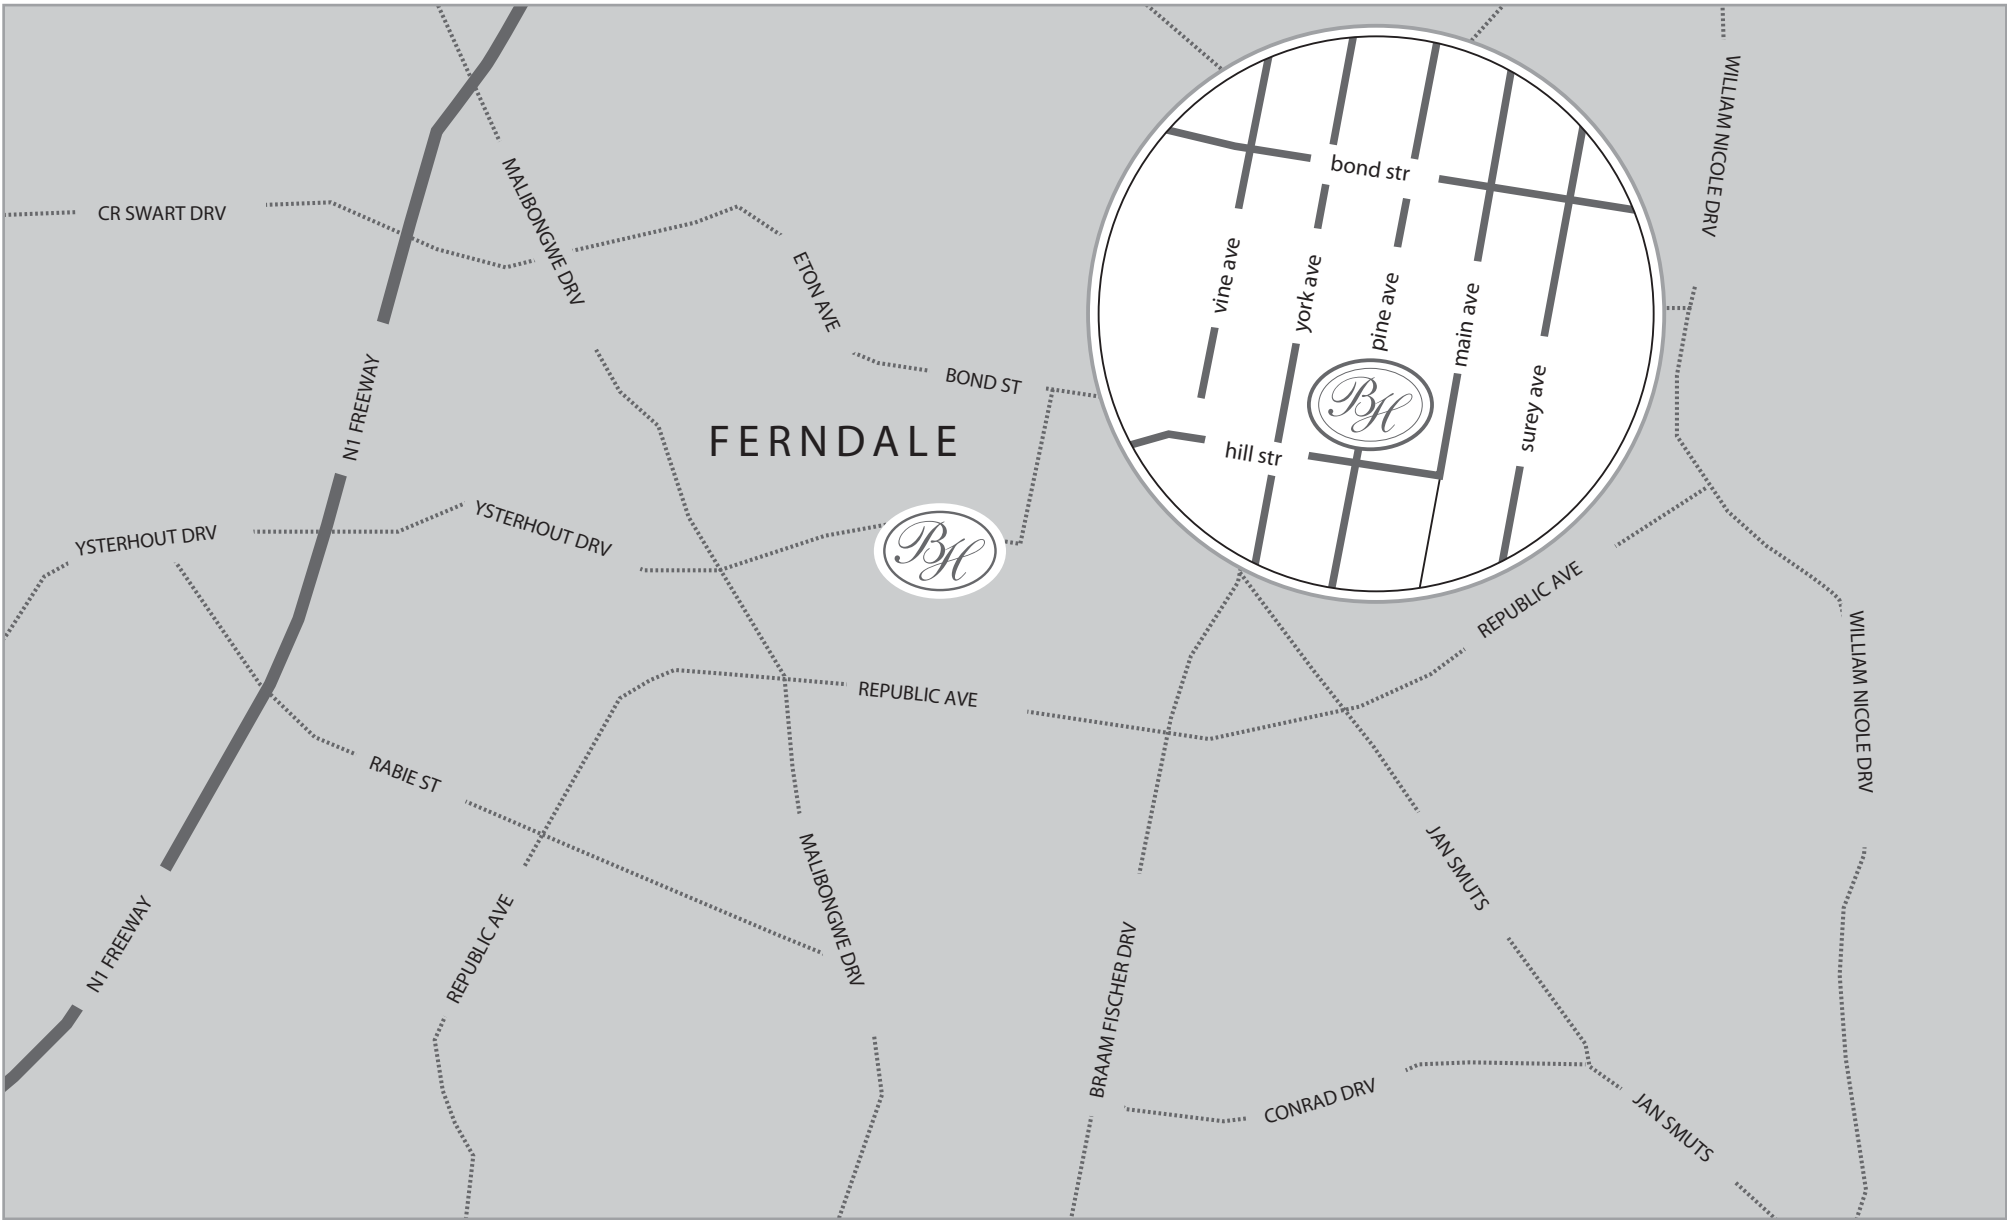 WILLIAM NICOLE DRV
bond str
MALIBONGWE DRV
CR SWART DRV
ETON AVE
vine ave
york ave
pine ave
main ave
surey ave
N1 FREEWAY
BOND ST
BH
FERNDALE
hill str
YSTERHOUT DRV
YSTERHOUT DRV
BH
REPUBLIC AVE
WILLIAM NICOLE DRV
REPUBLIC AVE
RABIE ST
MALIBONGWE DRV
JAN SMUTS
N1 FREEWAY
REPUBLIC AVE
BRAAM FISCHER DRV
CONRAD DRV
JAN SMUTS